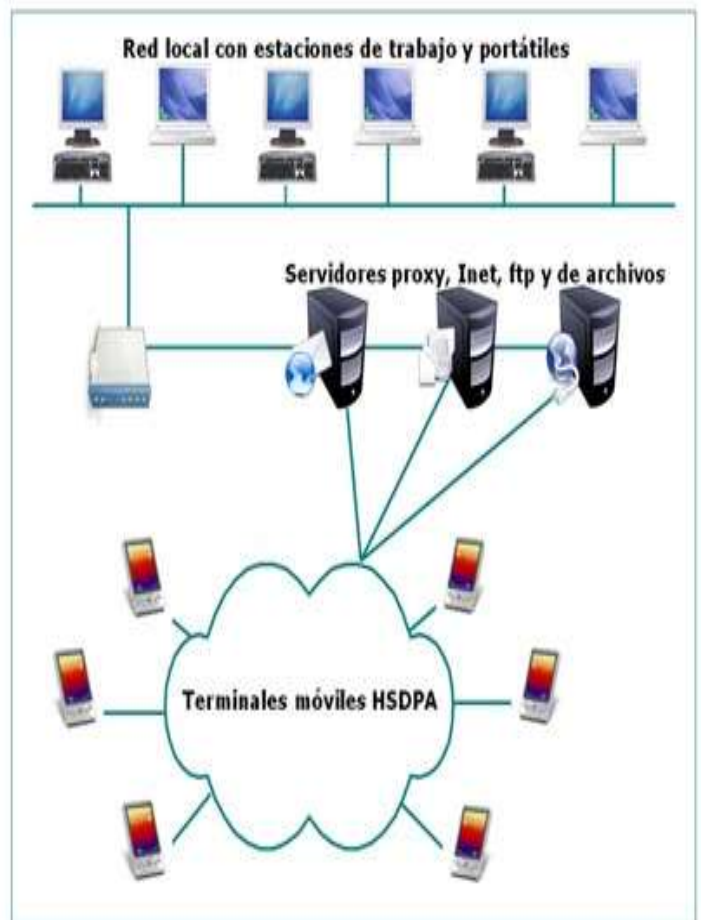 Red local con estaciones de trabajo y portátiles
Servidores proxy, Inet, ftp y de archivos
Terminales móviles HSDPA